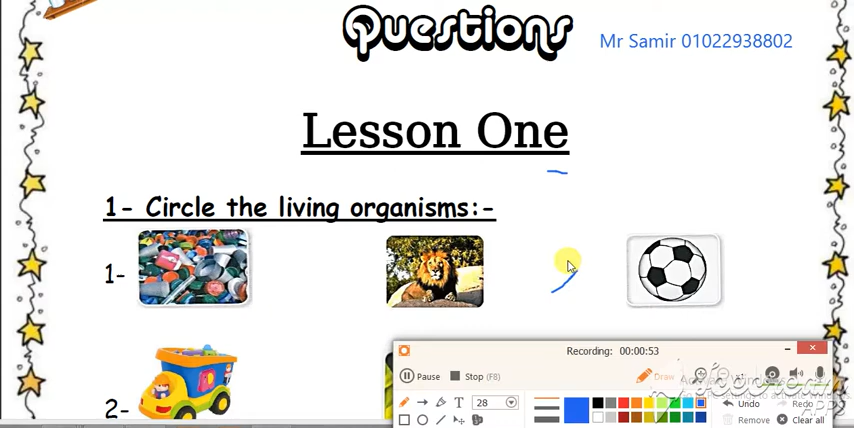 Questions
Mr Samir 01022938802
Lesson One
1- Circle the living organisms:-
1-
2-
Recording: 00:00:53
Pause
Stop (F8)
Draw
28
Undo
Redo
Remove
Clear all